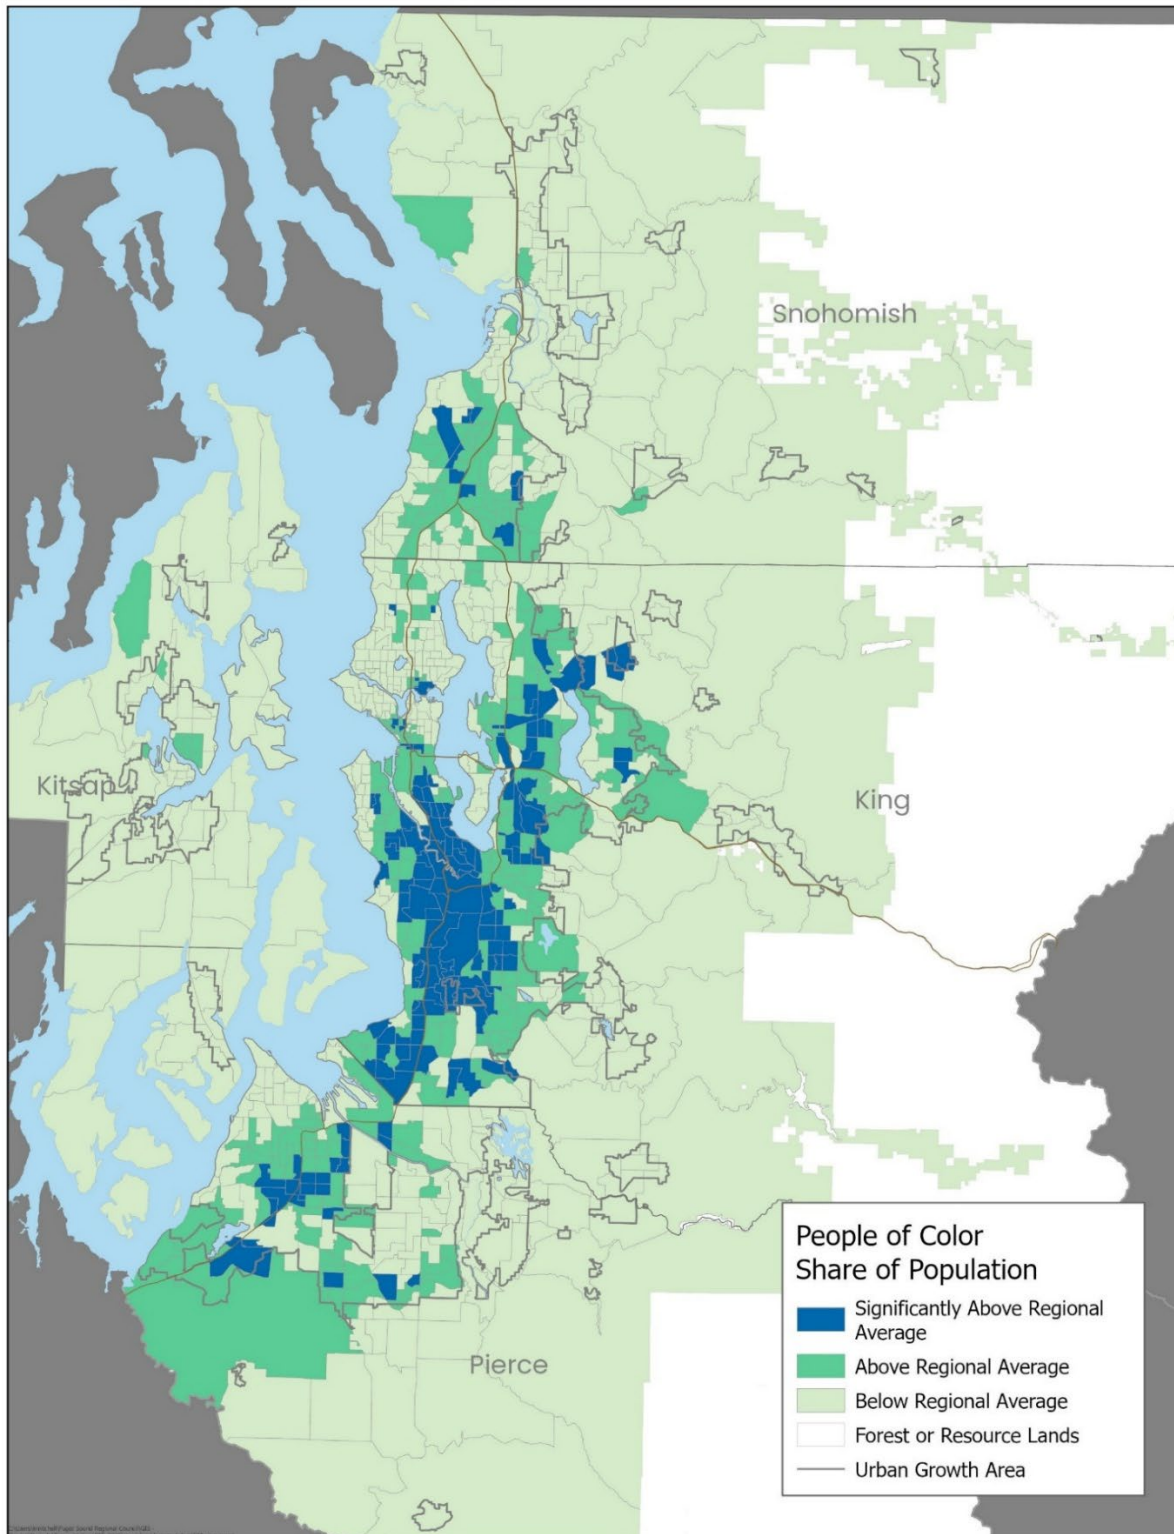 Snohomish
Kitsap
King
Pierce
People of Color
Share of Population
Significantly Above Regional
Average
Above Regional Average
Below Regional Average
Forest or Resource Lands
Urban Growth Area